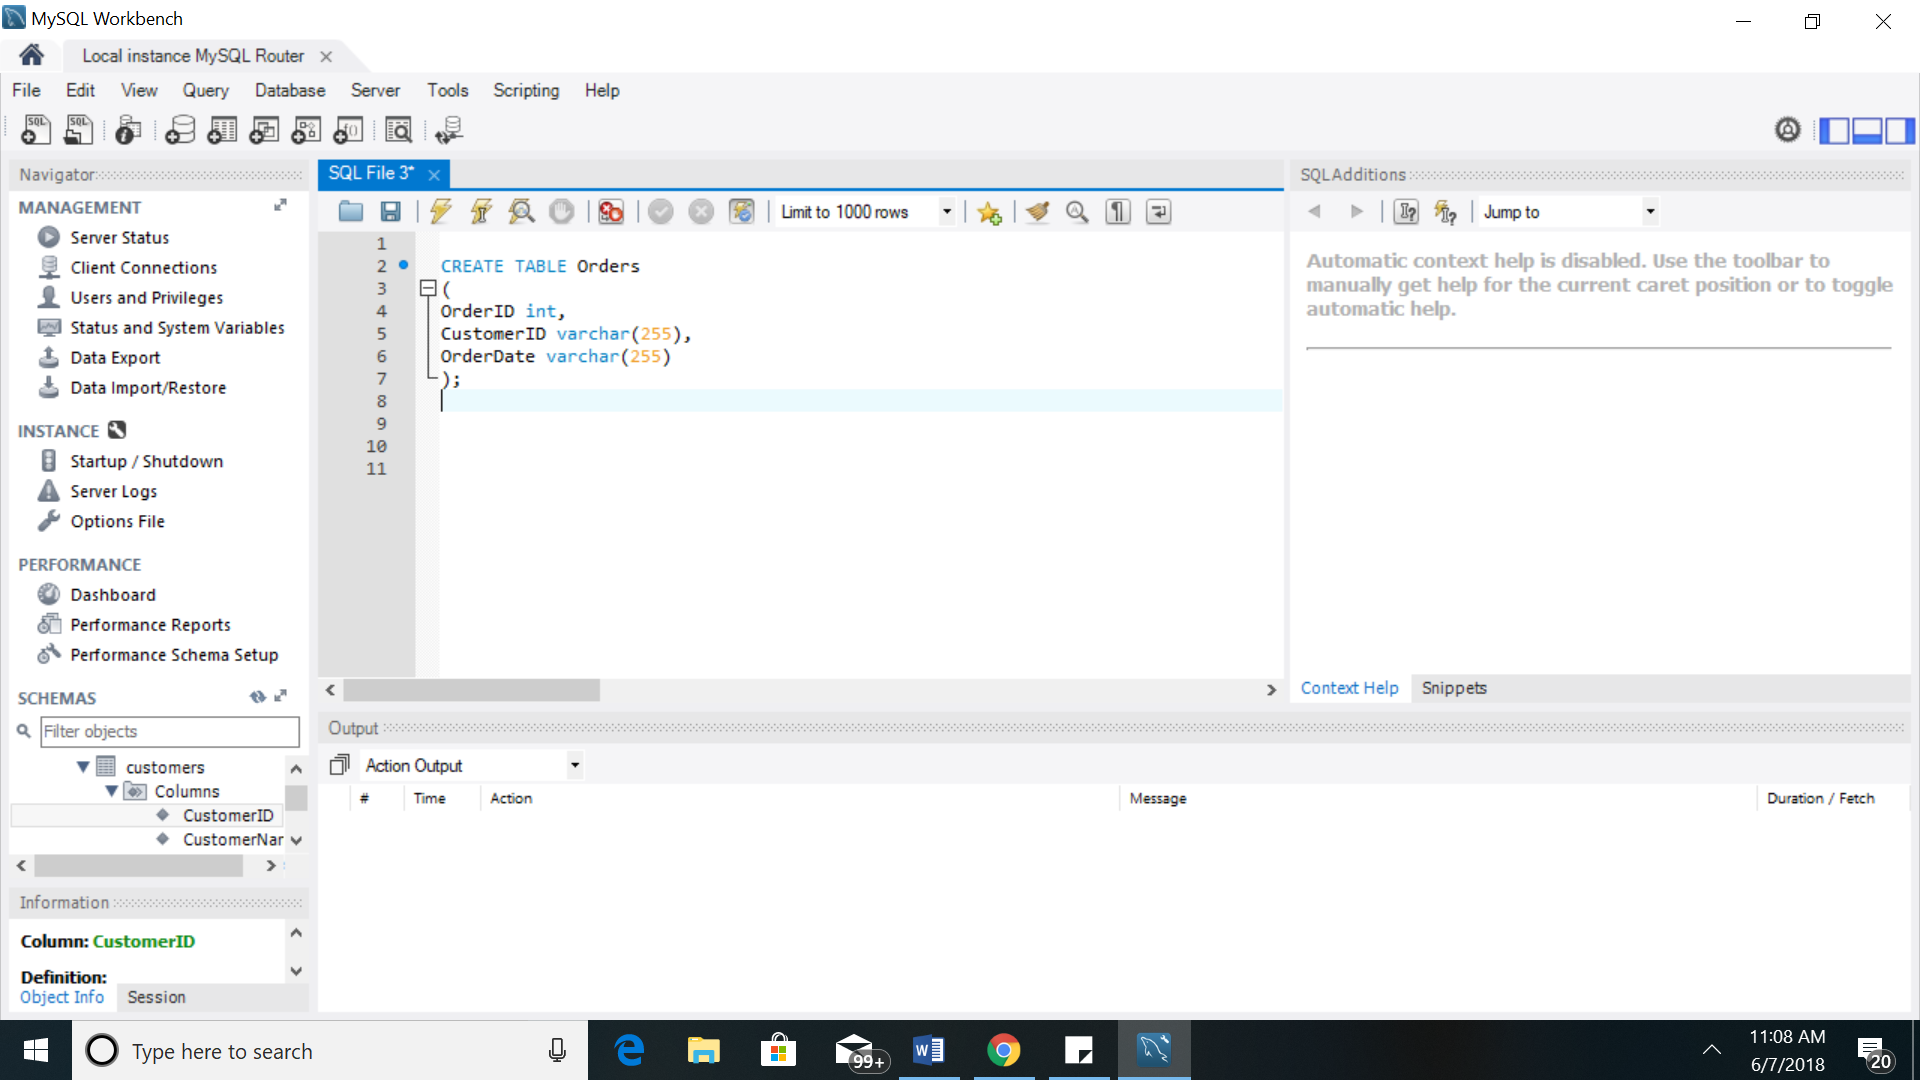 MySQL Workbench
Local instance MySQL Router
File Edit View Query Database Server Tools Scripting Help
Navigator
MANAGEMENT
Server Status
Client Connections
Users and Privileges
Status and System Variables
Data Export
Data Import/Restore
INSTANCE
Startup / Shutdown
Server Logs
Options File
PERFORMANCE
Dashboard
Performance Reports
Performance Schema Setup
SCHEMAS
Filter objects
customers
Columns
CustomerID
CustomerNar
Information
Column: CustomerID
Definition:
Object Info Session
SQL File 3*
Limit to 1000 rows
1
2 CREATE TABLE Orders
3 (
4 OrderID int,
5 CustomerID varchar(255),
6 OrderDate varchar(255)
7 );
8
9
10
11
SQLAdditions
Jump to
Automatic context help is disabled. Use the toolbar to
manually get help for the current caret position or to toggle
automatic help.
Context Help Snippets
Output
Action Output
# Time Action Message Duration / Fetch
Type here to search
99+
11:08 AM
6/7/2018
20